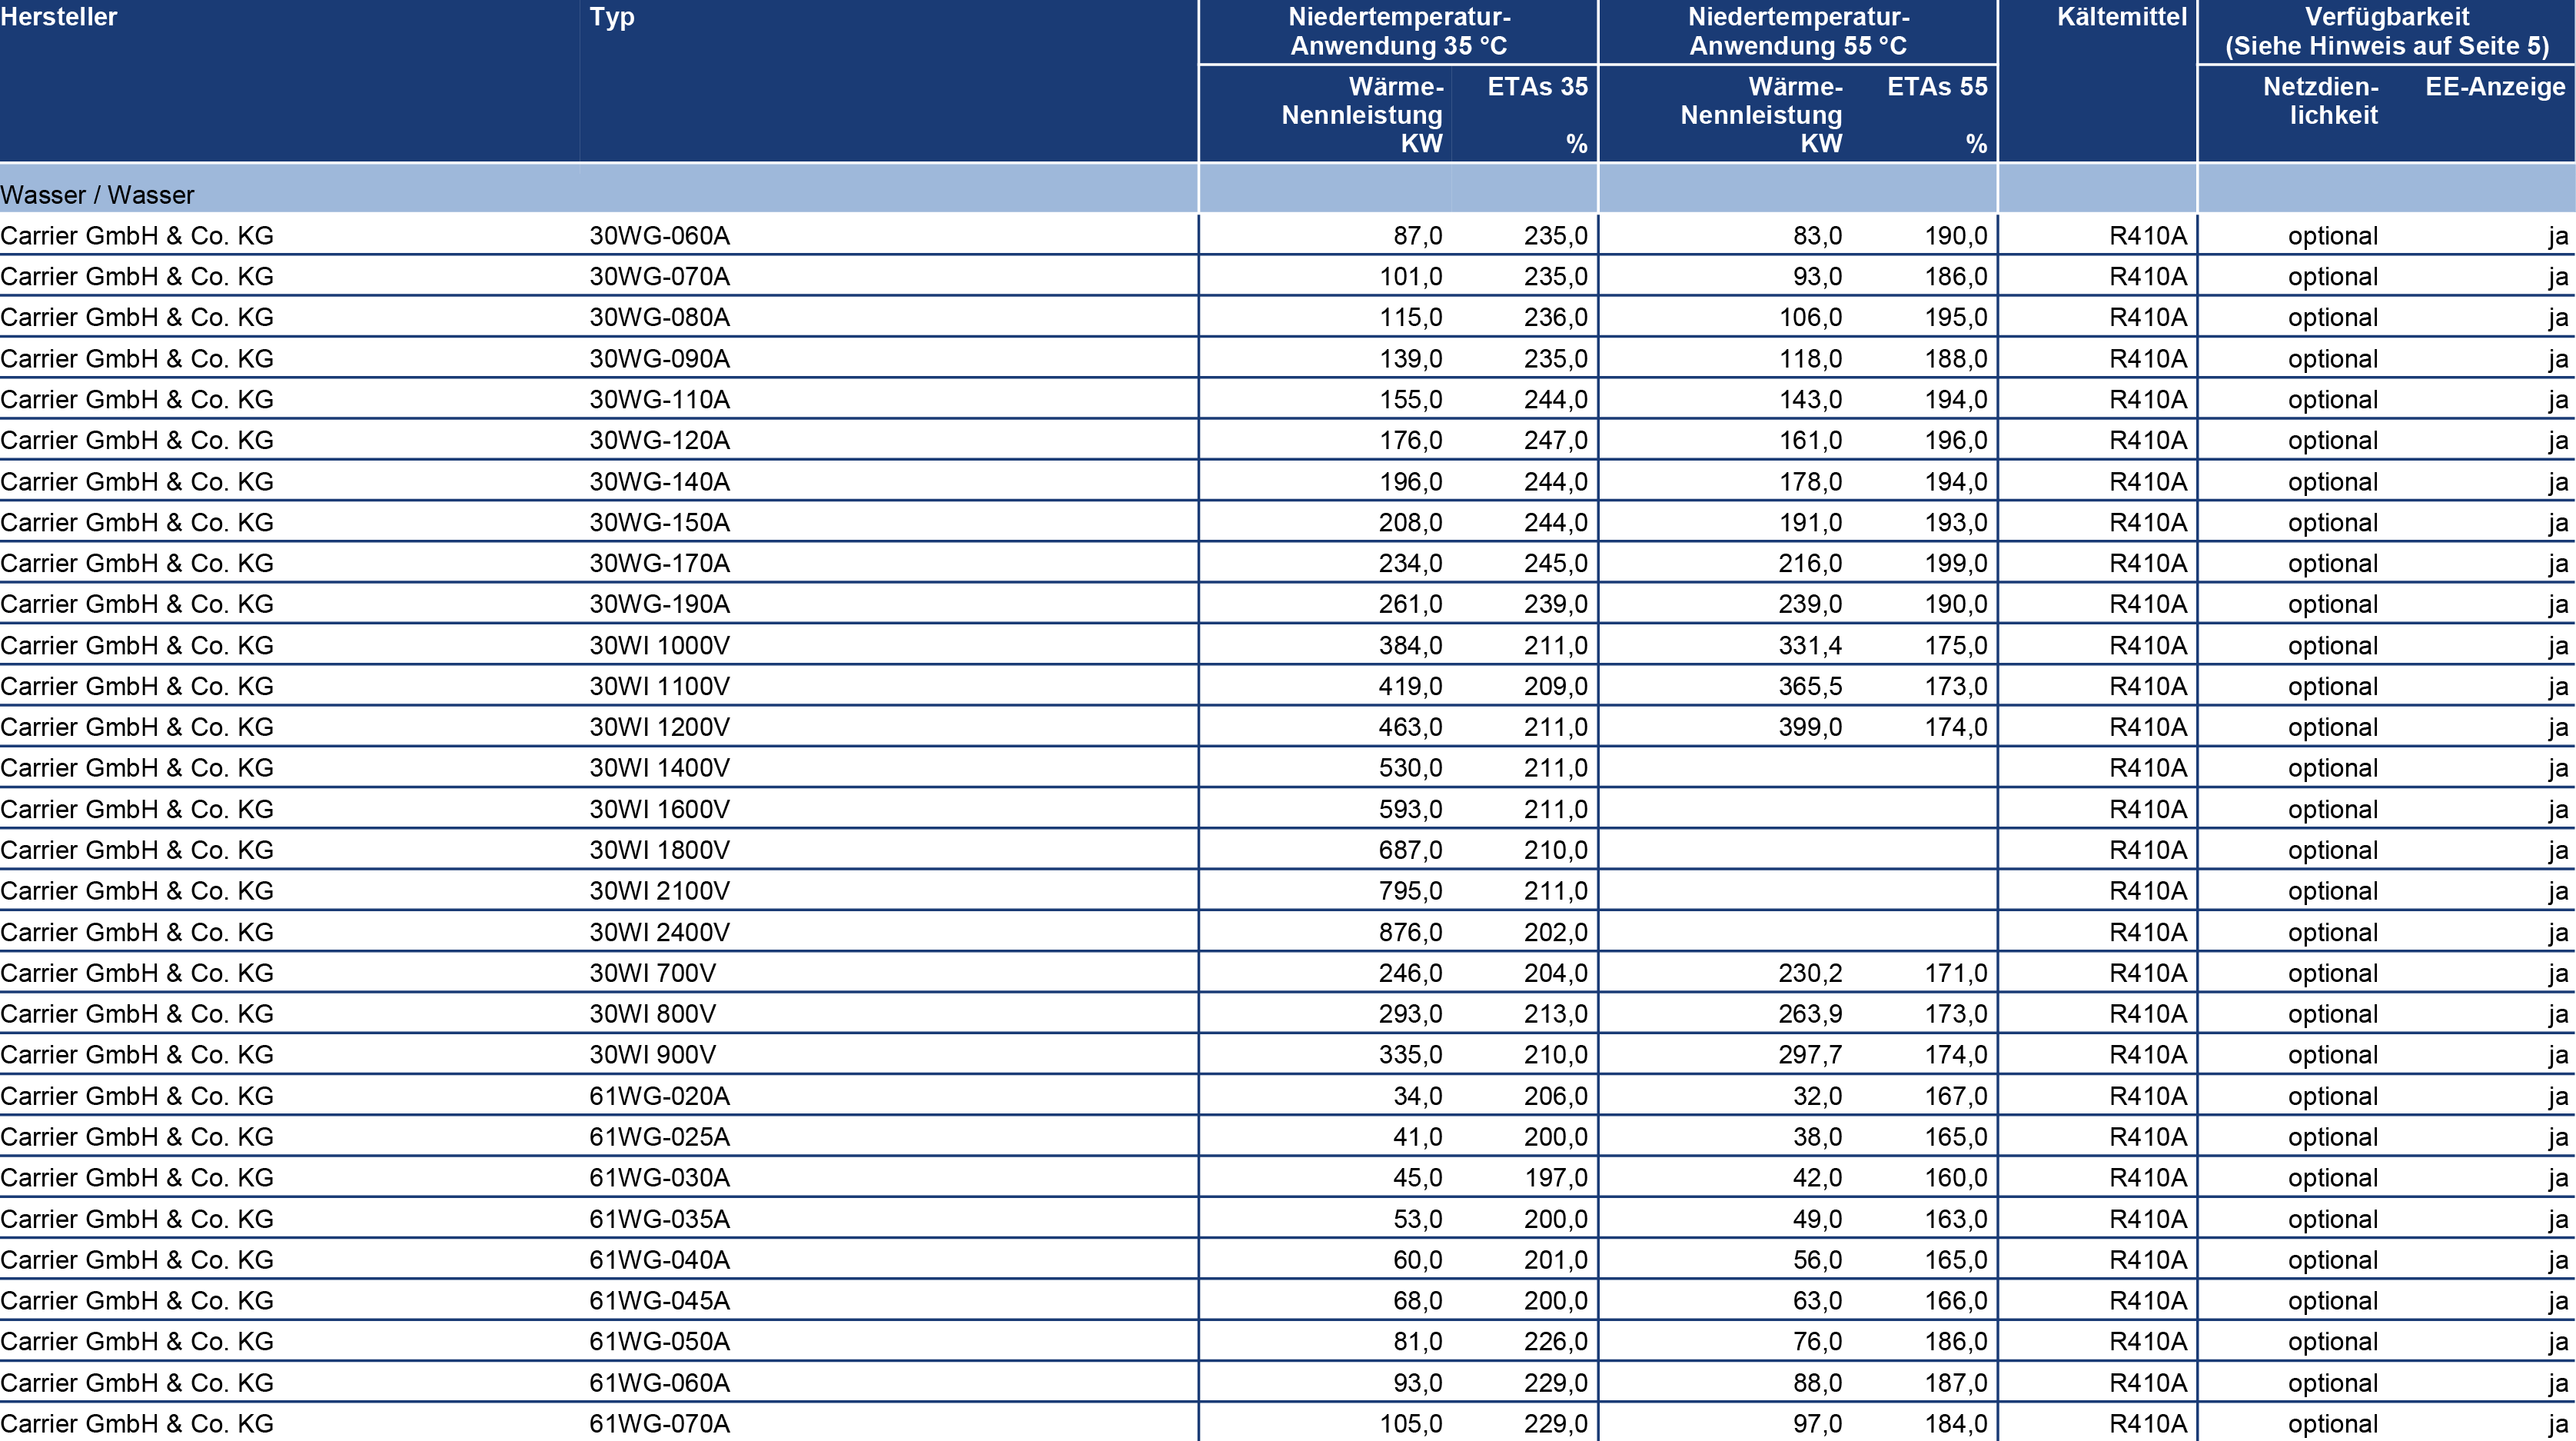 Hersteller Typ Niedertemperatur- Niedertemperatur- Kältemittel Verfügbarkeit
Anwendung 35 °C Anwendung 55 °C (Siehe Hinweis auf Seite 5)
Wärme- ETAs 35 Wärme- ETAs 55 Netzdien- EE-Anzeige
Nennleistung Nennleistung lichkeit
KW % KW %
Wasser / Wasser
Carrier GmbH & Co. KG 30WG-060A 87,0 235,0 83,0 190,0 R410A optional ja
Carrier GmbH & Co. KG 30WG-070A 101,0 235,0 93,0 186,0 R410A optional ja
Carrier GmbH & Co. KG 30WG-080A 115,0 236,0 106,0 195,0 R410A optional ja
Carrier GmbH & Co. KG 30WG-090A 139,0 235,0 118,0 188,0 R410A optional ja
Carrier GmbH & Co. KG 30WG-110A 155,0 244,0 143,0 194,0 R410A optional ja
Carrier GmbH & Co. KG 30WG-120A 176,0 247,0 161,0 196,0 R410A optional ja
Carrier GmbH & Co. KG 30WG-140A 196,0 244,0 178,0 194,0 R410A optional ja
Carrier GmbH & Co. KG 30WG-150A 208,0 244,0 191,0 193,0 R410A optional ja
Carrier GmbH & Co. KG 30WG-170A 234,0 245,0 216,0 199,0 R410A optional ja
Carrier GmbH & Co. KG 30WG-190A 261,0 239,0 239,0 190,0 R410A optional ja
Carrier GmbH & Co. KG 30WI 1000V 384,0 211,0 331,4 175,0 R410A optional ja
Carrier GmbH & Co. KG 30WI 1100V 419,0 209,0 365,5 173,0 R410A optional ja
Carrier GmbH & Co. KG 30WI 1200V 463,0 211,0 399,0 174,0 R410A optional ja
Carrier GmbH & Co. KG 30WI 1400V 530,0 211,0 R410A optional ja
Carrier GmbH & Co. KG 30WI 1600V 593,0 211,0 R410A optional ja
Carrier GmbH & Co. KG 30WI 1800V 687,0 210,0 R410A optional ja
Carrier GmbH & Co. KG 30WI 2100V 795,0 211,0 R410A optional ja
Carrier GmbH & Co. KG 30WI 2400V 876,0 202,0 R410A optional ja
Carrier GmbH & Co. KG 30WI 700V 246,0 204,0 230,2 171,0 R410A optional ja
Carrier GmbH & Co. KG 30WI 800V 293,0 213,0 263,9 173,0 R410A optional ja
Carrier GmbH & Co. KG 30WI 900V 335,0 210,0 297,7 174,0 R410A optional ja
Carrier GmbH & Co. KG 61WG-020A 34,0 206,0 32,0 167,0 R410A optional ja
Carrier GmbH & Co. KG 61WG-025A 41,0 200,0 38,0 165,0 R410A optional ja
Carrier GmbH & Co. KG 61WG-030A 45,0 197,0 42,0 160,0 R410A optional ja
Carrier GmbH & Co. KG 61WG-035A 53,0 200,0 49,0 163,0 R410A optional ja
Carrier GmbH & Co. KG 61WG-040A 60,0 201,0 56,0 165,0 R410A optional ja
Carrier GmbH & Co. KG 61WG-045A 68,0 200,0 63,0 166,0 R410A optional ja
Carrier GmbH & Co. KG 61WG-050A 81,0 226,0 76,0 186,0 R410A optional ja
Carrier GmbH & Co. KG 61WG-060A 93,0 229,0 88,0 187,0 R410A optional ja
Carrier GmbH & Co. KG 61WG-070A 105,0 229,0 97,0 184,0 R410A optional ja